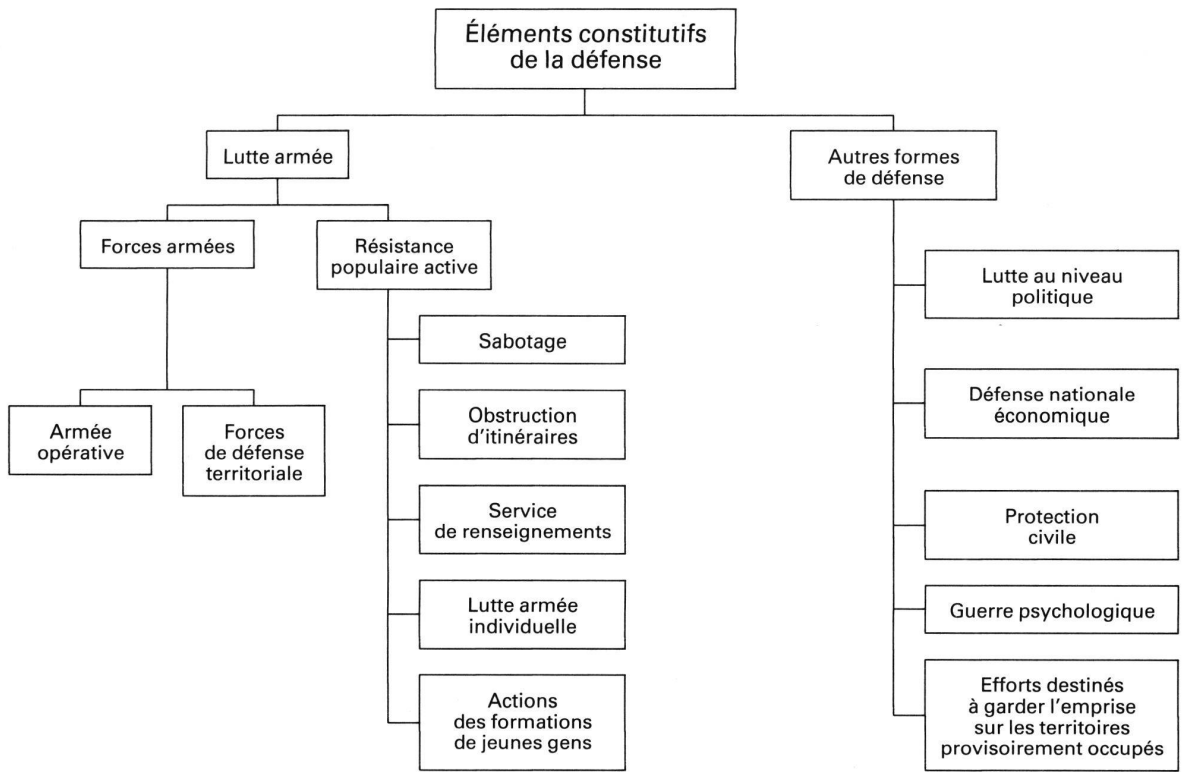 Éléments constitutifs
de la défense
Lutte armée
Autres formes
de défense
Forces armées
Résistance
populaire active
Armée
opérative
Forces
de défense
territoriale
Sabotage
Obstruction
d'itinéraires
Service
de renseignements
Lutte armée
individuelle
Actions
des formations
de jeunes gens
Lutte au niveau
politique
Défense nationale
économique
Protection
civile
Guerre psychologique
Efforts destinés
à garder l'emprise
sur les territoires
provisoirement occupés